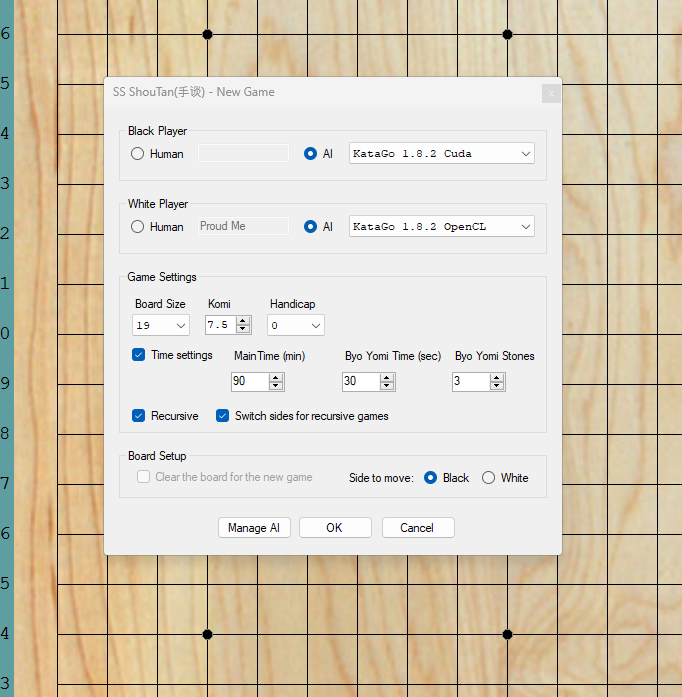 6
5
SS ShouTan(手谈) - New Game
x
Black Player
Human AI KataGo 1.8.2 Cuda
4
3
White Player
Human Proud Me AI KataGo 1.8.2 OpenCL
2
Game Settings
1
Board Size Komi Handicap
19 7.5 0
0
Time settings MainTime (min) Byo Yomi Time (sec) Byo Yomi Stones
90 30 3
9
Recursive Switch sides for recursive games
8
Board Setup
Clear the board for the new game Side to move: Black White
7
Manage AI OK Cancel
6
5
4
3